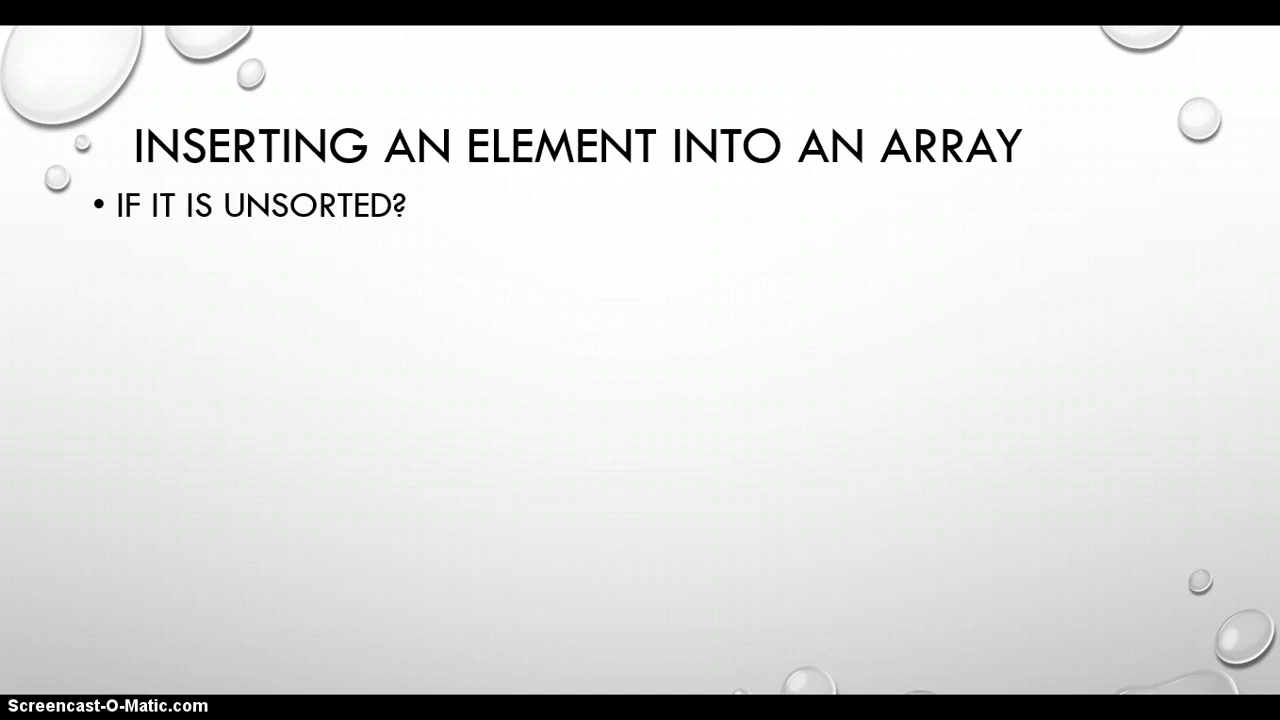 INSERTING AN ELEMENT INTO AN ARRAY
• IF IT IS UNSORTED?
Screencast-O-Matic.com